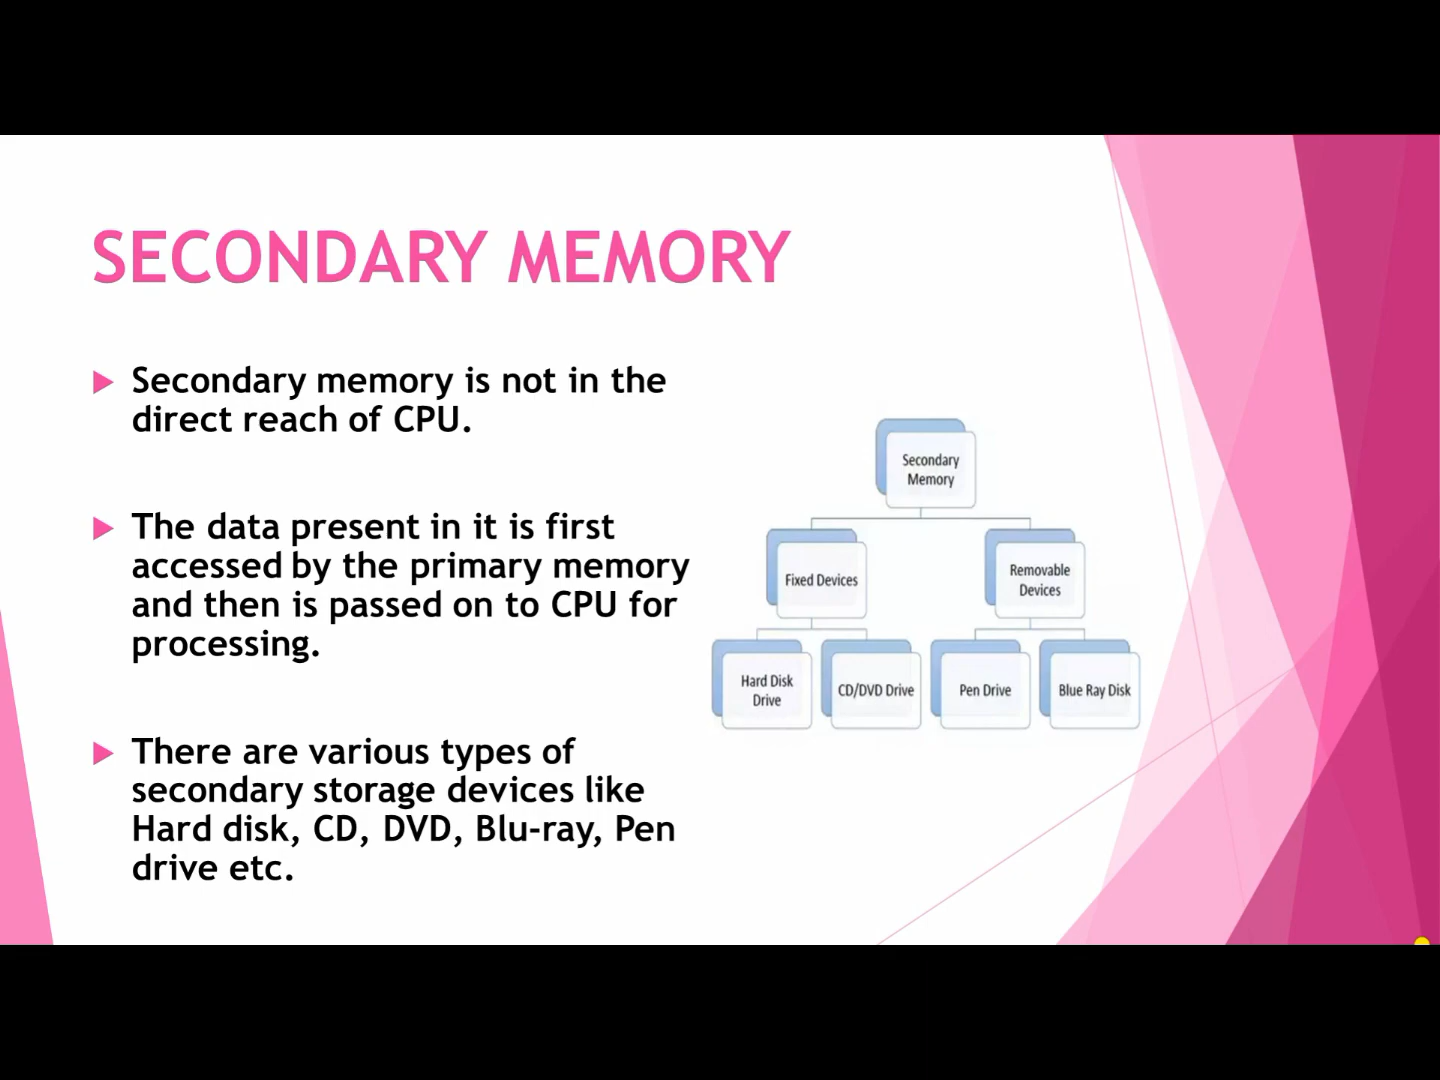 SECONDARY MEMORY
Secondary memory is not in the
direct reach of CPU.
The data present in it is first
accessed by the primary memory
and then is passed on to CPU for
processing.
There are various types of
secondary storage devices like
Hard disk, CD, DVD, Blu-ray, Pen
drive etc.
Secondary
Memory
Fixed Devices
Removable
Devices
Hard Disk
Drive
CD/DVD Drive
Pen Drive
Blue Ray Disk